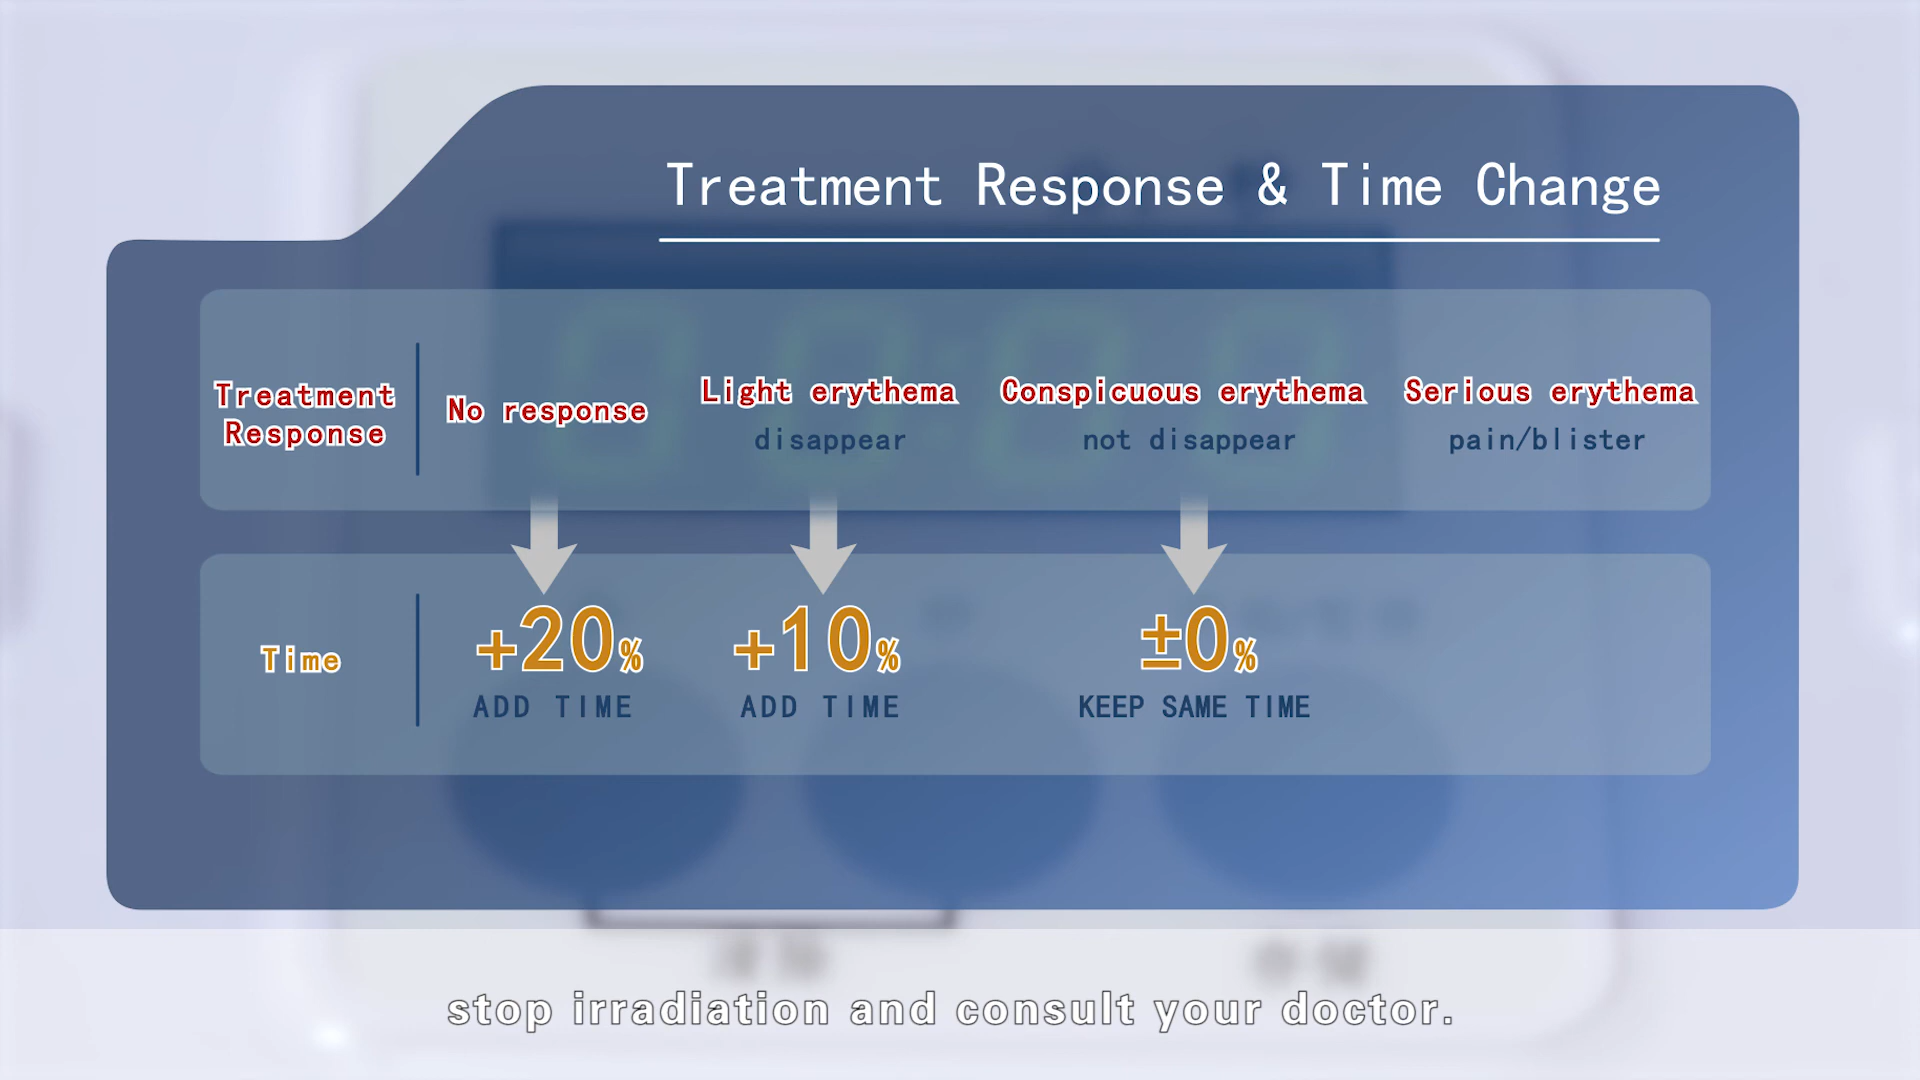 Treatment Response & Time Change
Treatment
Response
No response
Light erythema
disappear
Conspicuous erythema
not disappear
Serious erythema
pain/blister
Time
+20%
ADD TIME
+10%
ADD TIME
±0%
KEEP SAME TIME
stop irradiation and consult your doctor.